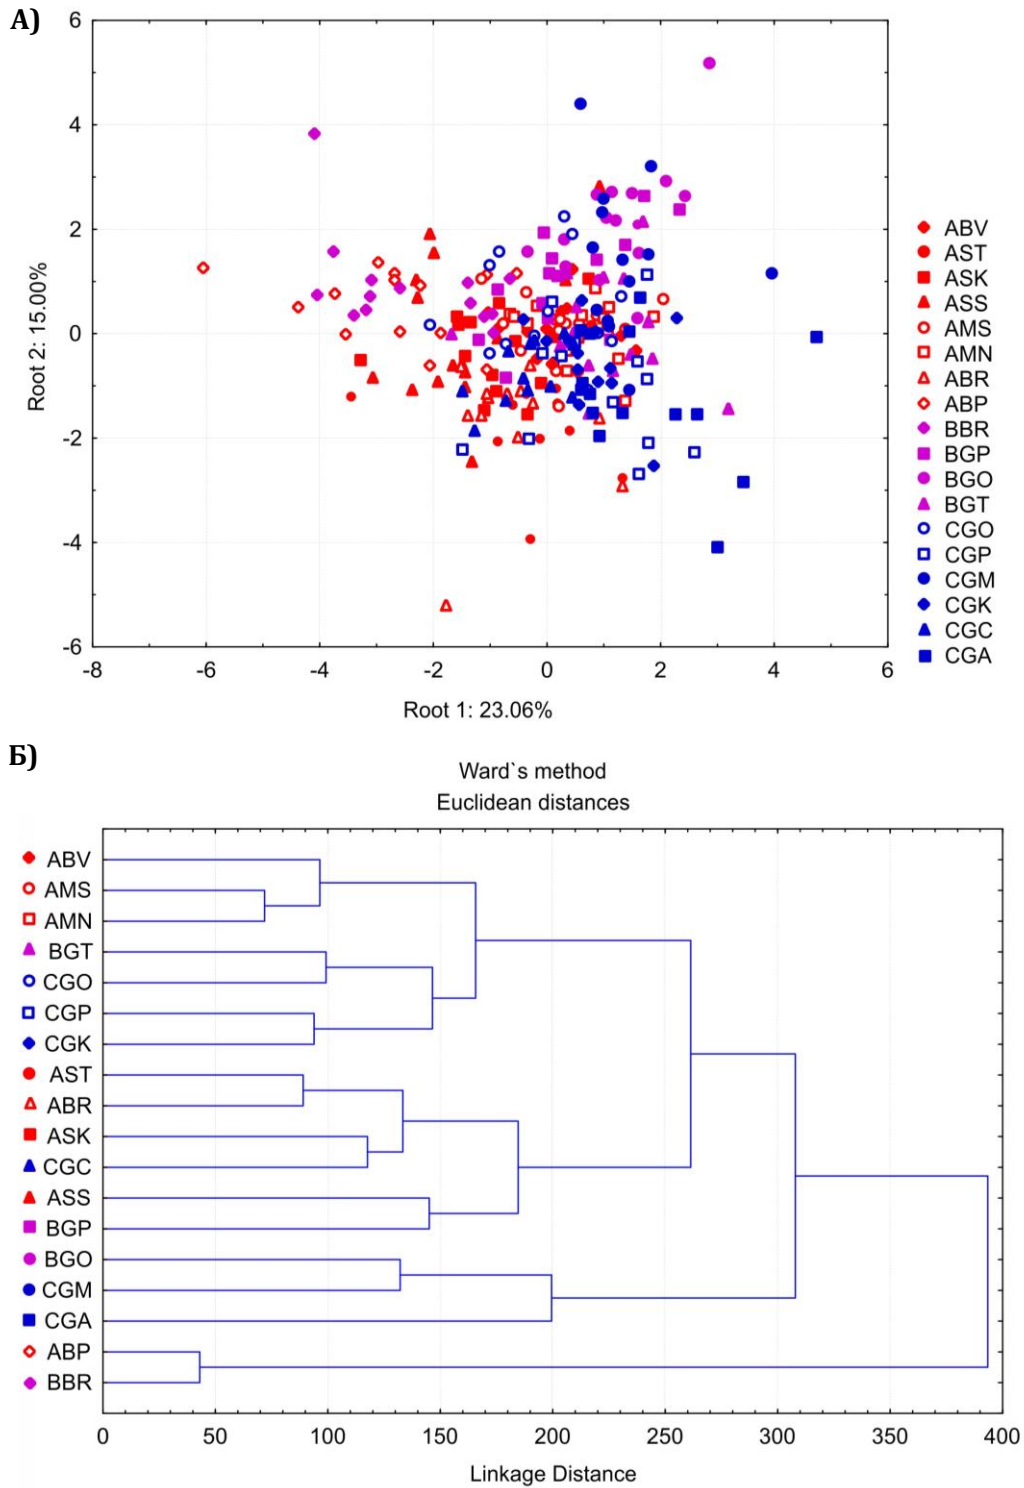 А)
6
4
2
0
-2
-4
-6
Root 2: 15.00%
-8 -6 -4 -2 0 2 4 6
Root 1: 23.06%
ABV
AST
ASK
ASS
AMS
AMN
ABR
ABP
BBR
BGP
BGO
BGT
CGO
CGP
CGM
CGK
CGC
CGA
Б)
Ward`s method
Euclidean distances
ABV
AMS
AMN
BGT
CGO
CGP
CGK
AST
ABR
ASK
CGC
ASS
BGP
BGO
CGM
CGA
ABP
BBR
0 50 100 150 200 250 300 350 400
Linkage Distance